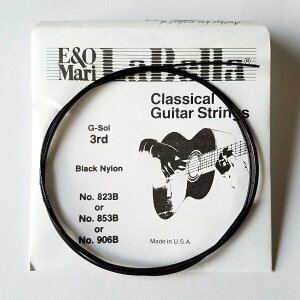 E&O
Mari
LaBella®
Classical
Guitar Strings
G-Sol
3rd
Black Nylon
No. 823B
or
No. 853B
or
No. 906B
Made in U.S.A.